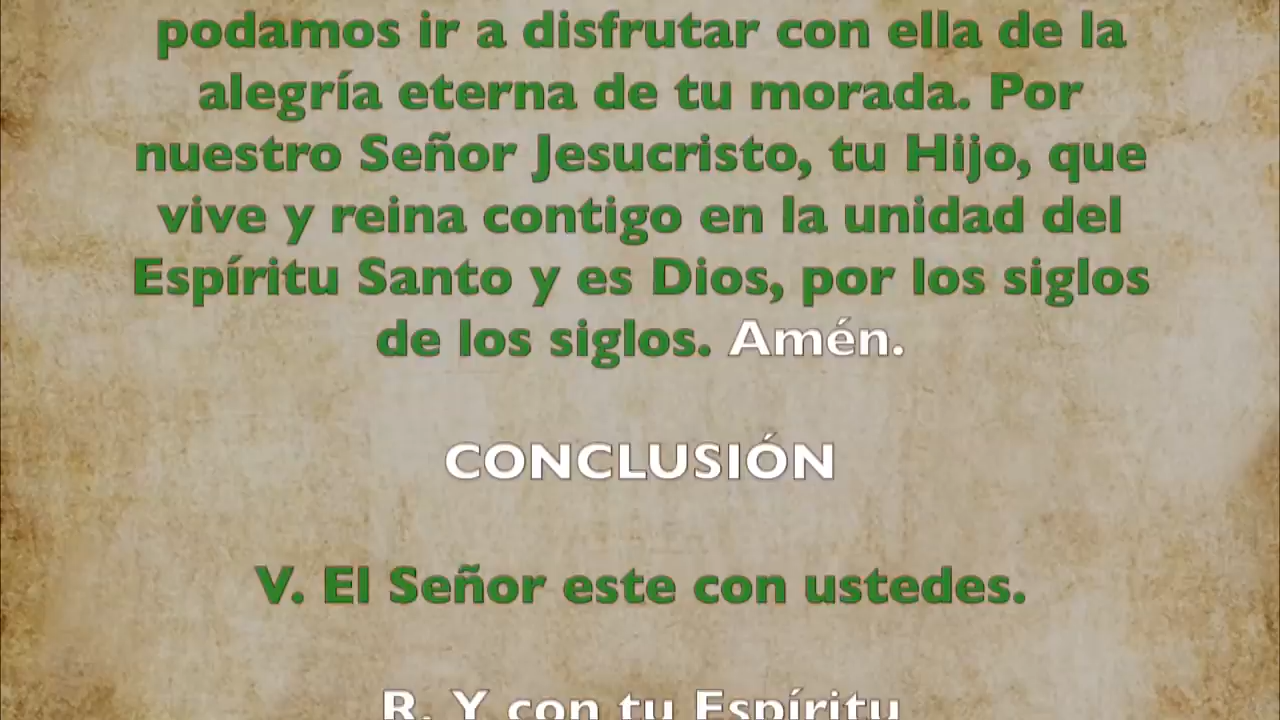 podamos ir a disfrutar con ella de la
alegría eterna de tu morada. Por
nuestro Señor Jesucristo, tu Hijo, que
vive y reina contigo en la unidad del
Espíritu Santo y es Dios, por los siglos
de los siglos. Amén.
CONCLUSIÓN
V. El Señor este con ustedes.
R. Y con tu Espíritu